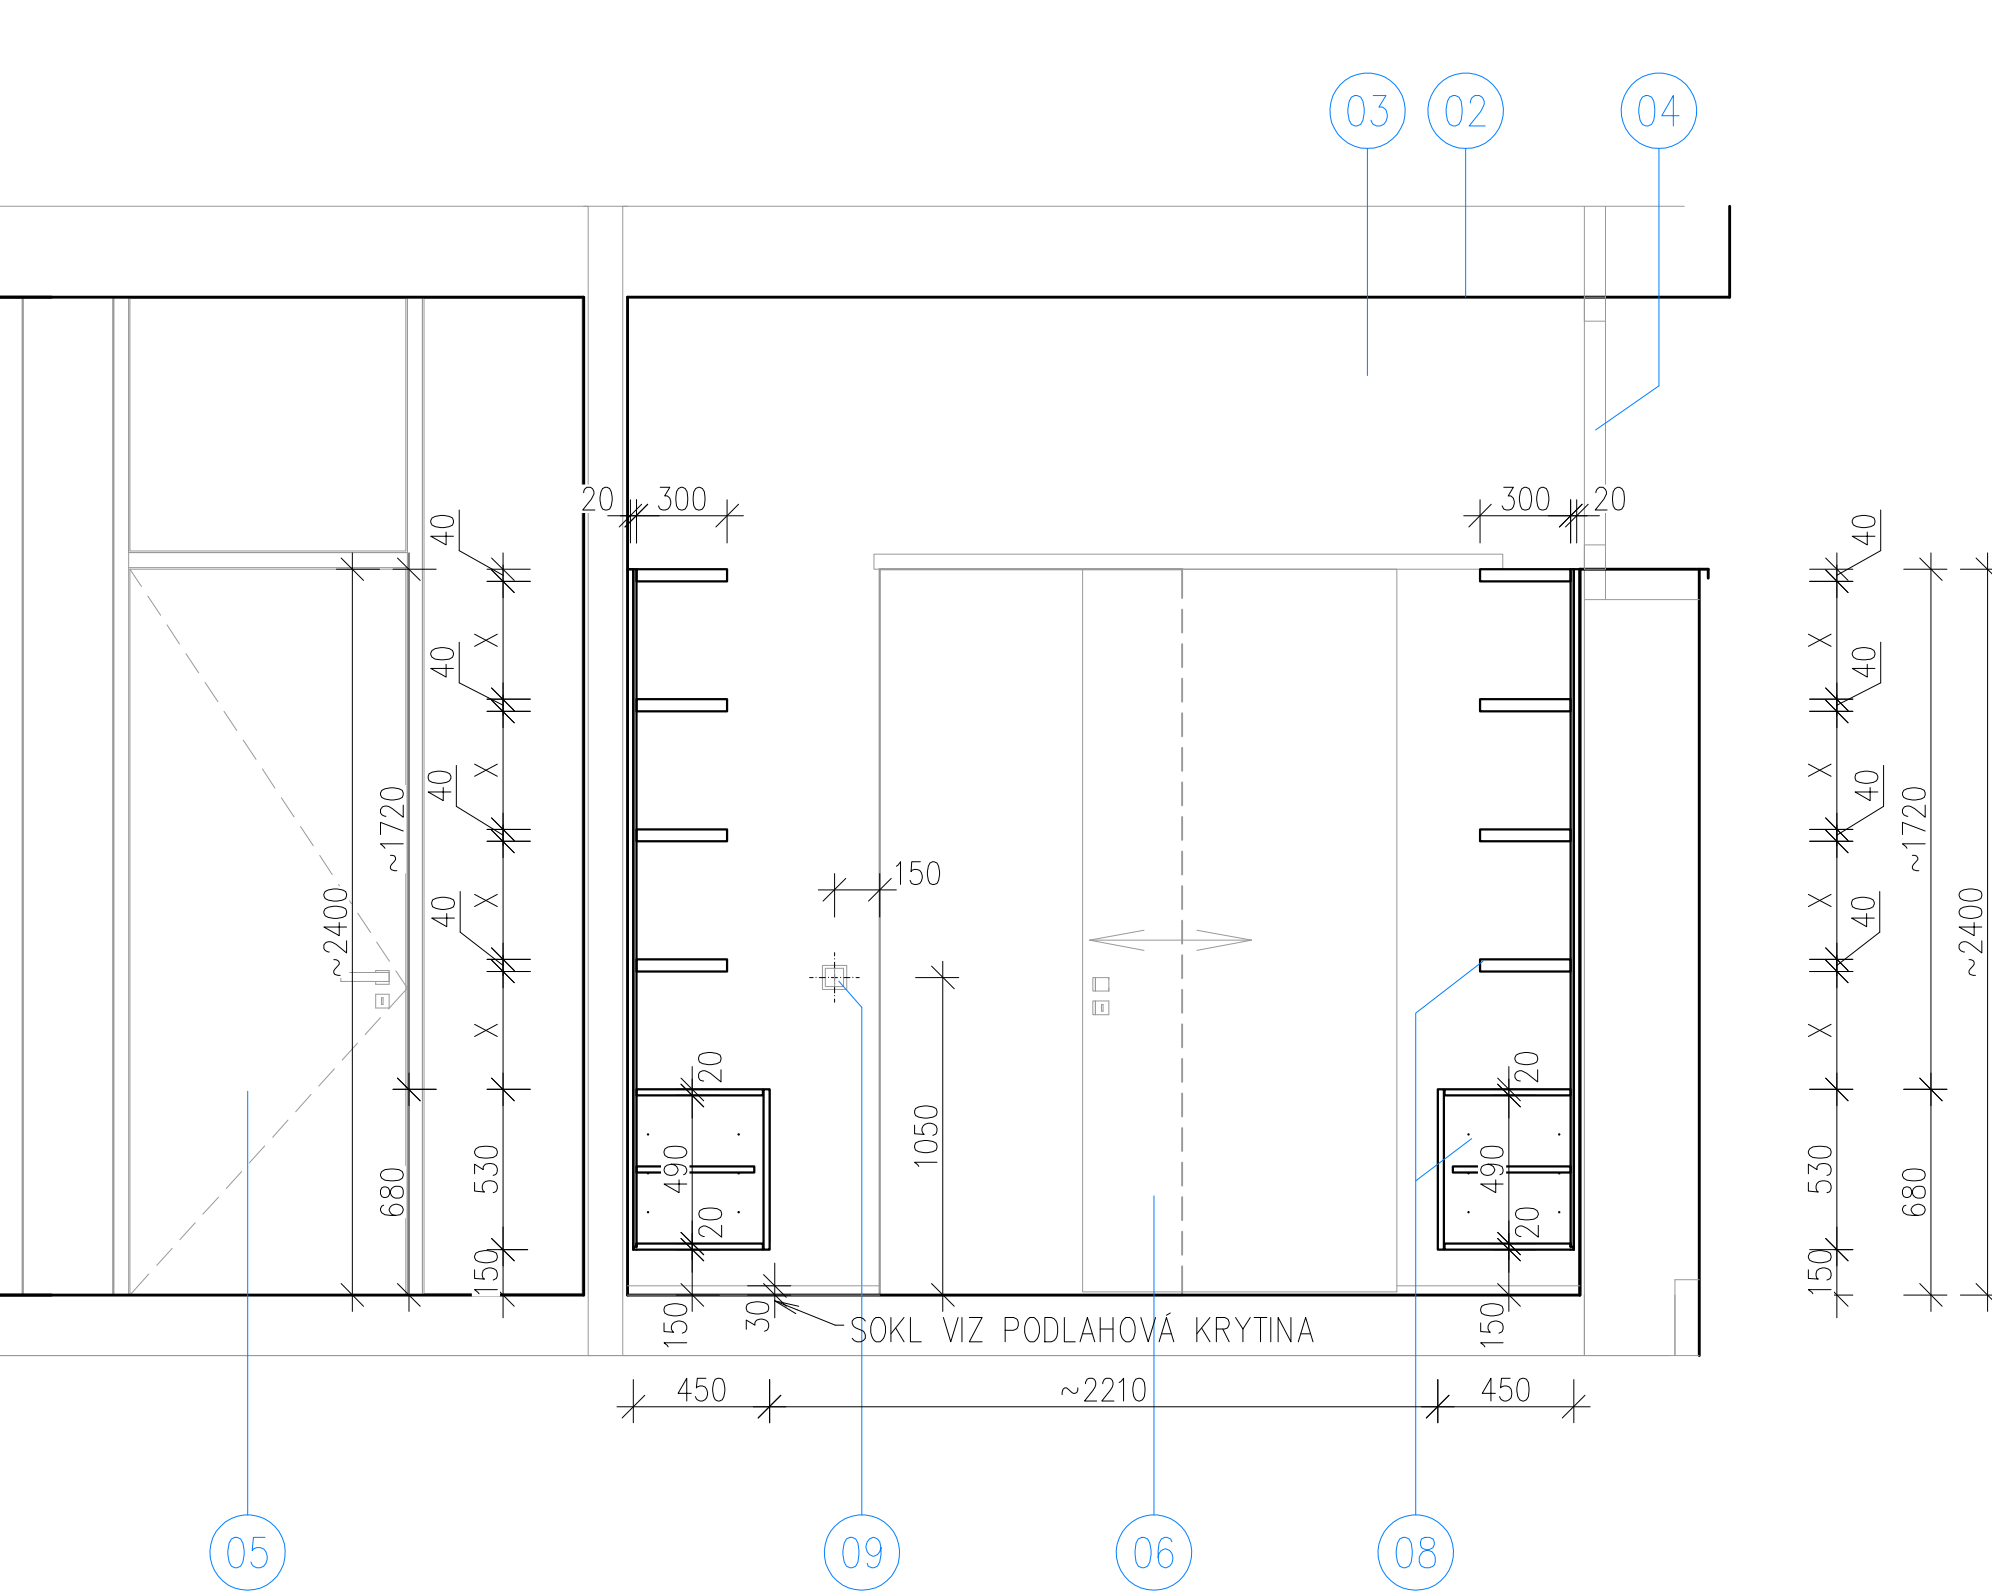 03 02 04
20 300 300 20
40 40
X X
40 40
X X
40 ~1720 40 ~1720
150
X X
40 ~2400 40 ~2400
X X
20 20
1050
530 490 490 530
680 680
20 20
150 150
150 30 150
SOKL VIZ PODLAHOVÁ KRYTINA
450 ~2210 450
05 09 06 08